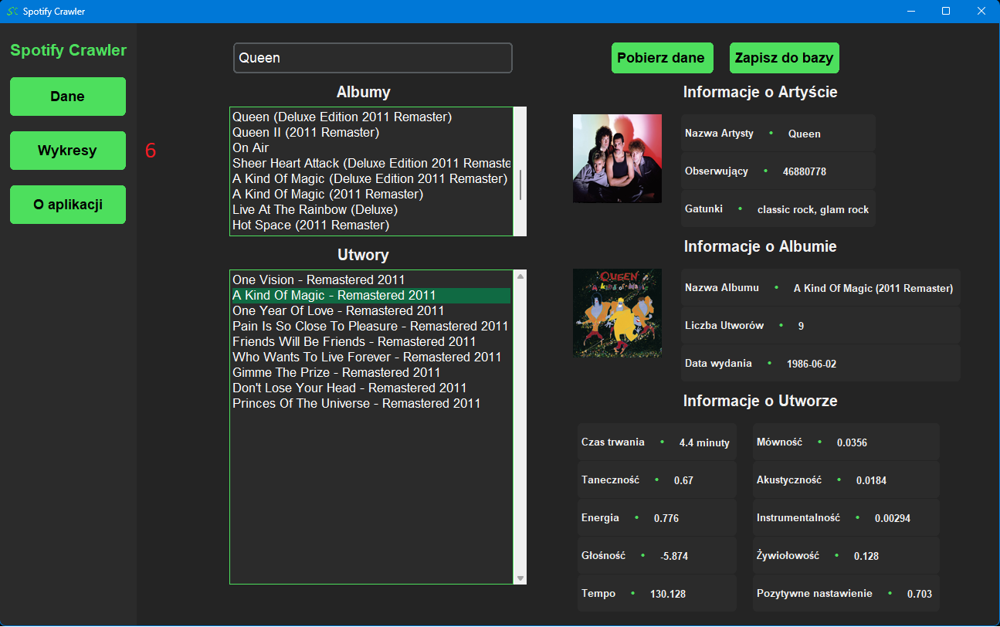 SC Spotify Crawler
Spotify Crawler
Dane
Wykresy
6
O aplikacji
Queen
Albumy
Queen (Deluxe Edition 2011 Remaster)
Queen II (2011 Remaster)
On Air
Sheer Heart Attack (Deluxe Edition 2011 Remaste
A Kind Of Magic (Deluxe Edition 2011 Remaster)
A Kind Of Magic (2011 Remaster)
Live At The Rainbow (Deluxe)
Hot Space (2011 Remaster)
Utwory
One Vision - Remastered 2011
A Kind Of Magic - Remastered 2011
One Year Of Love - Remastered 2011
Pain Is So Close To Pleasure - Remastered 2011
Friends Will Be Friends - Remastered 2011
Who Wants To Live Forever - Remastered 2011
Gimme The Prize - Remastered 2011
Don't Lose Your Head - Remastered 2011
Princes Of The Universe - Remastered 2011
Pobierz dane
Zapisz do bazy
Informacje o Artyście
Nazwa Artysty • Queen
Obserwujący • 46880778
Gatunki • classic rock, glam rock
Informacje o Albumie
QUEEN
A kind of Magic
Nazwa Albumu • A Kind Of Magic (2011 Remaster)
Liczba Utworów • 9
Data wydania • 1986-06-02
Informacje o Utworze
Czas trwania • 4.4 minuty
Taneczność • 0.67
Energia • 0.776
Głośność • -5.874
Tempo • 130.128
Mówność • 0.0356
Akustyczność • 0.0184
Instrumentalność • 0.00294
Żywiołowość • 0.128
Pozytywne nastawienie • 0.703